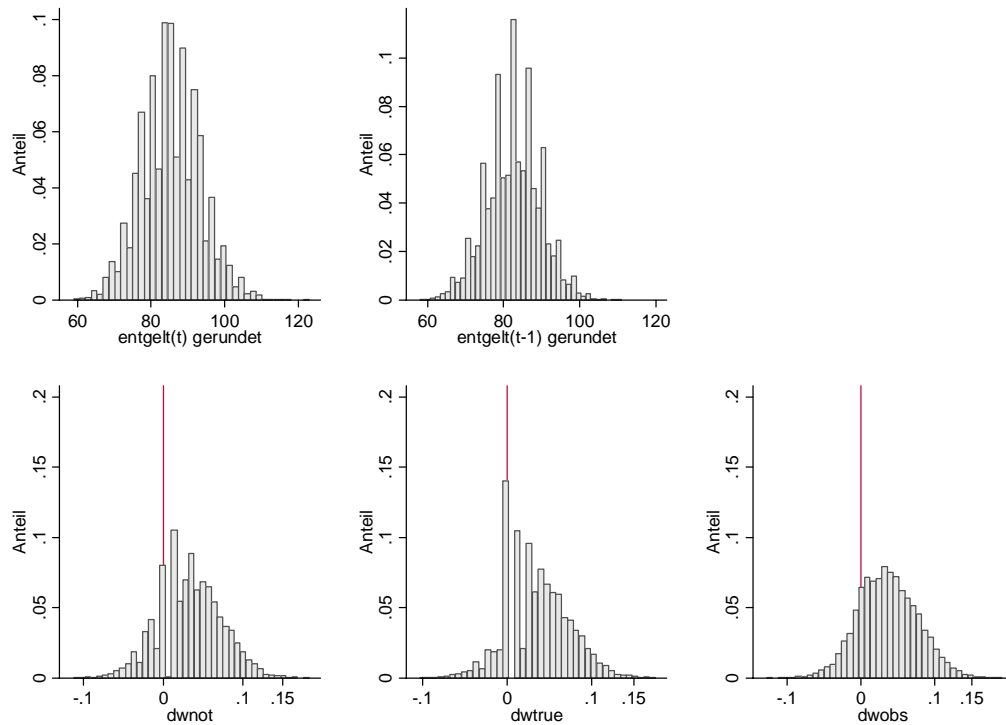 Anteil
0 .02 .04 .06 .08 .1
60 80 100 120
entgelt(t) gerundet
Anteil
0 .02 .04 .06 .08 .1
60 80 100 120
entgelt(t-1) gerundet
Anteil
0 .05 .1 .15 .2
-.1 0 .1 .15
dwnot
Anteil
0 .05 .1 .15 .2
-.1 0 .1 .15
dwtrue
Anteil
0 .05 .1 .15 .2
-.1 0 .1 .15
dwobs